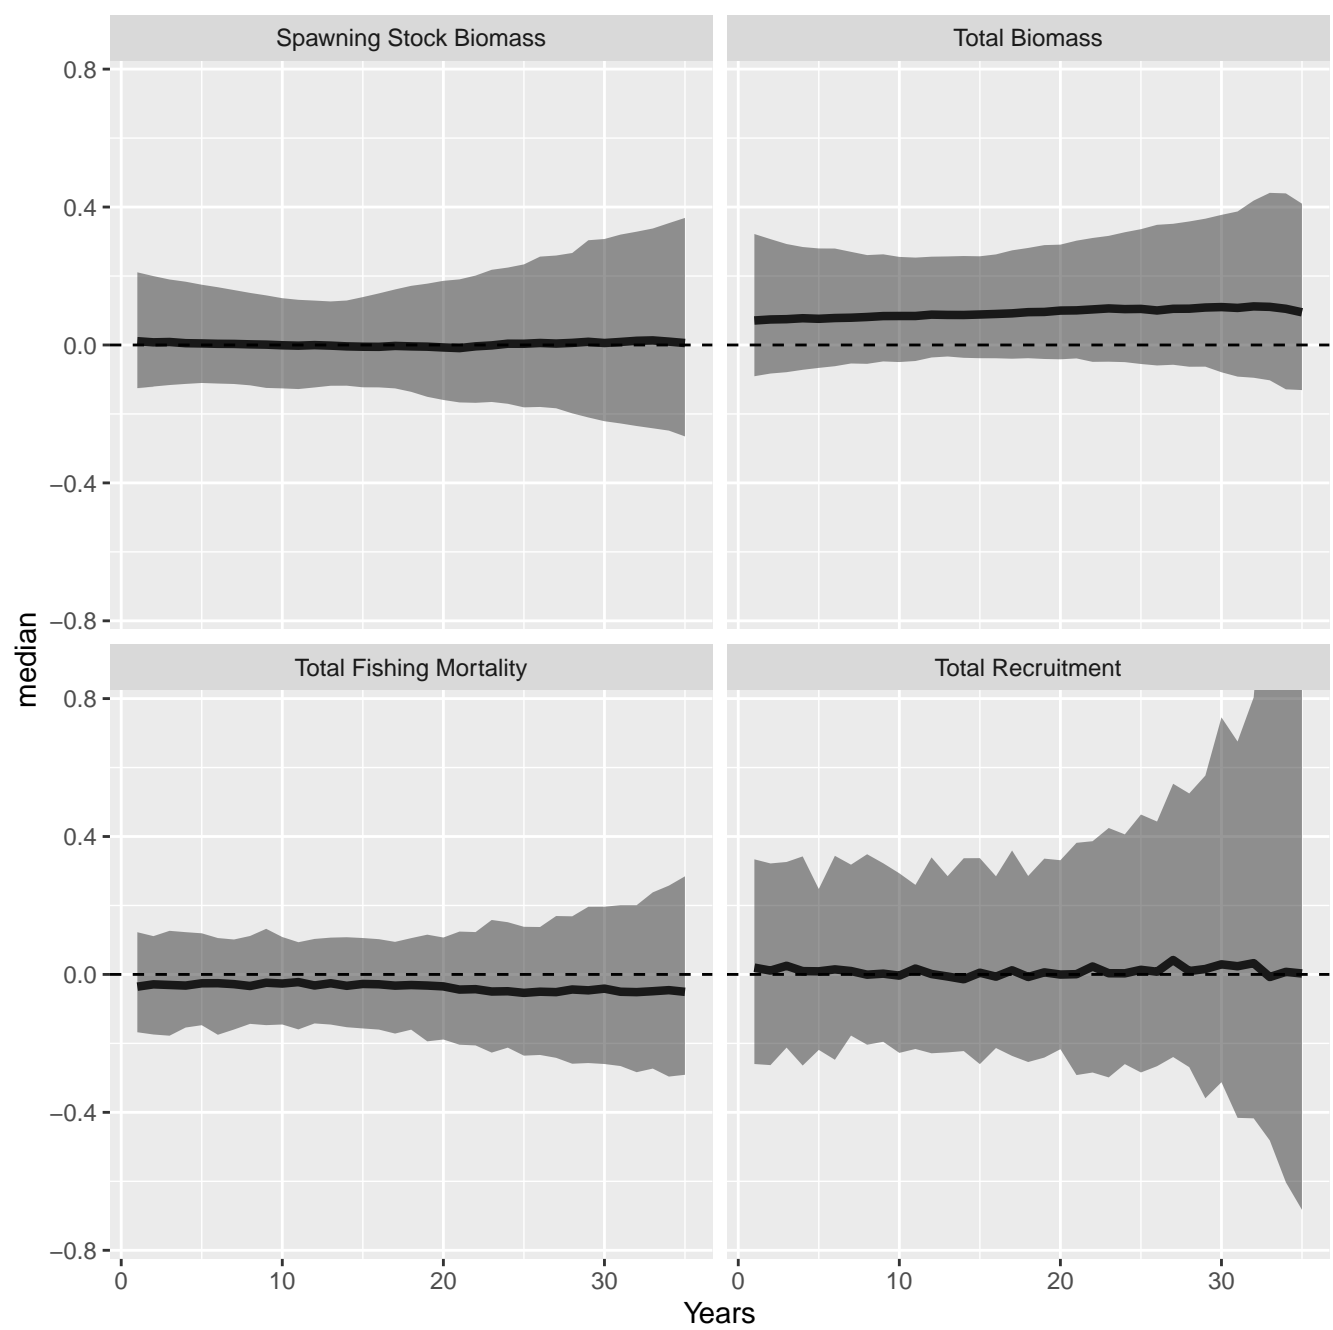 Spawning Stock Biomass
Total Biomass
0.8
0.4
0.0
−0.4
−0.8
median
Total Fishing Mortality
Total Recruitment
0.8
0.4
0.0
−0.4
−0.8
0 10 20 30
0 10 20 30
Years